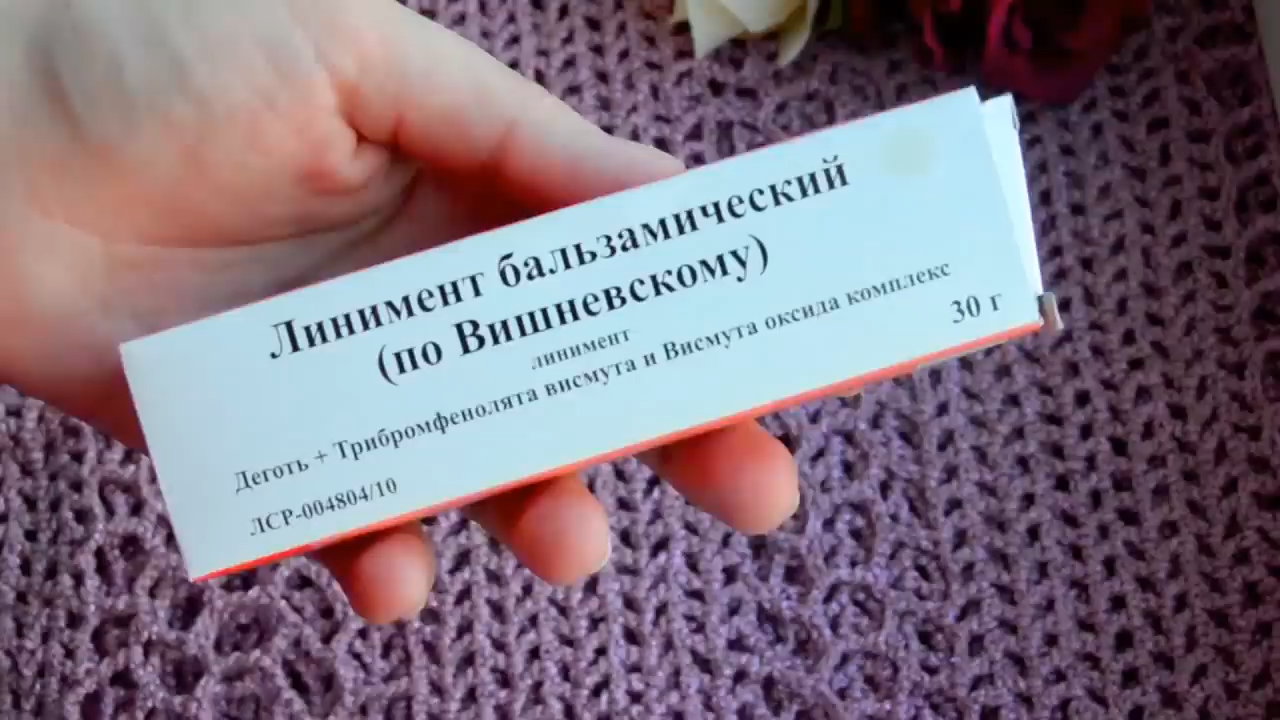 Линимент бальзамический
(по Вишневскому)
линимент
Деготь + Трибромфенолята висмута и Висмута оксида комплекс
30 г
ЛСР-004804/10